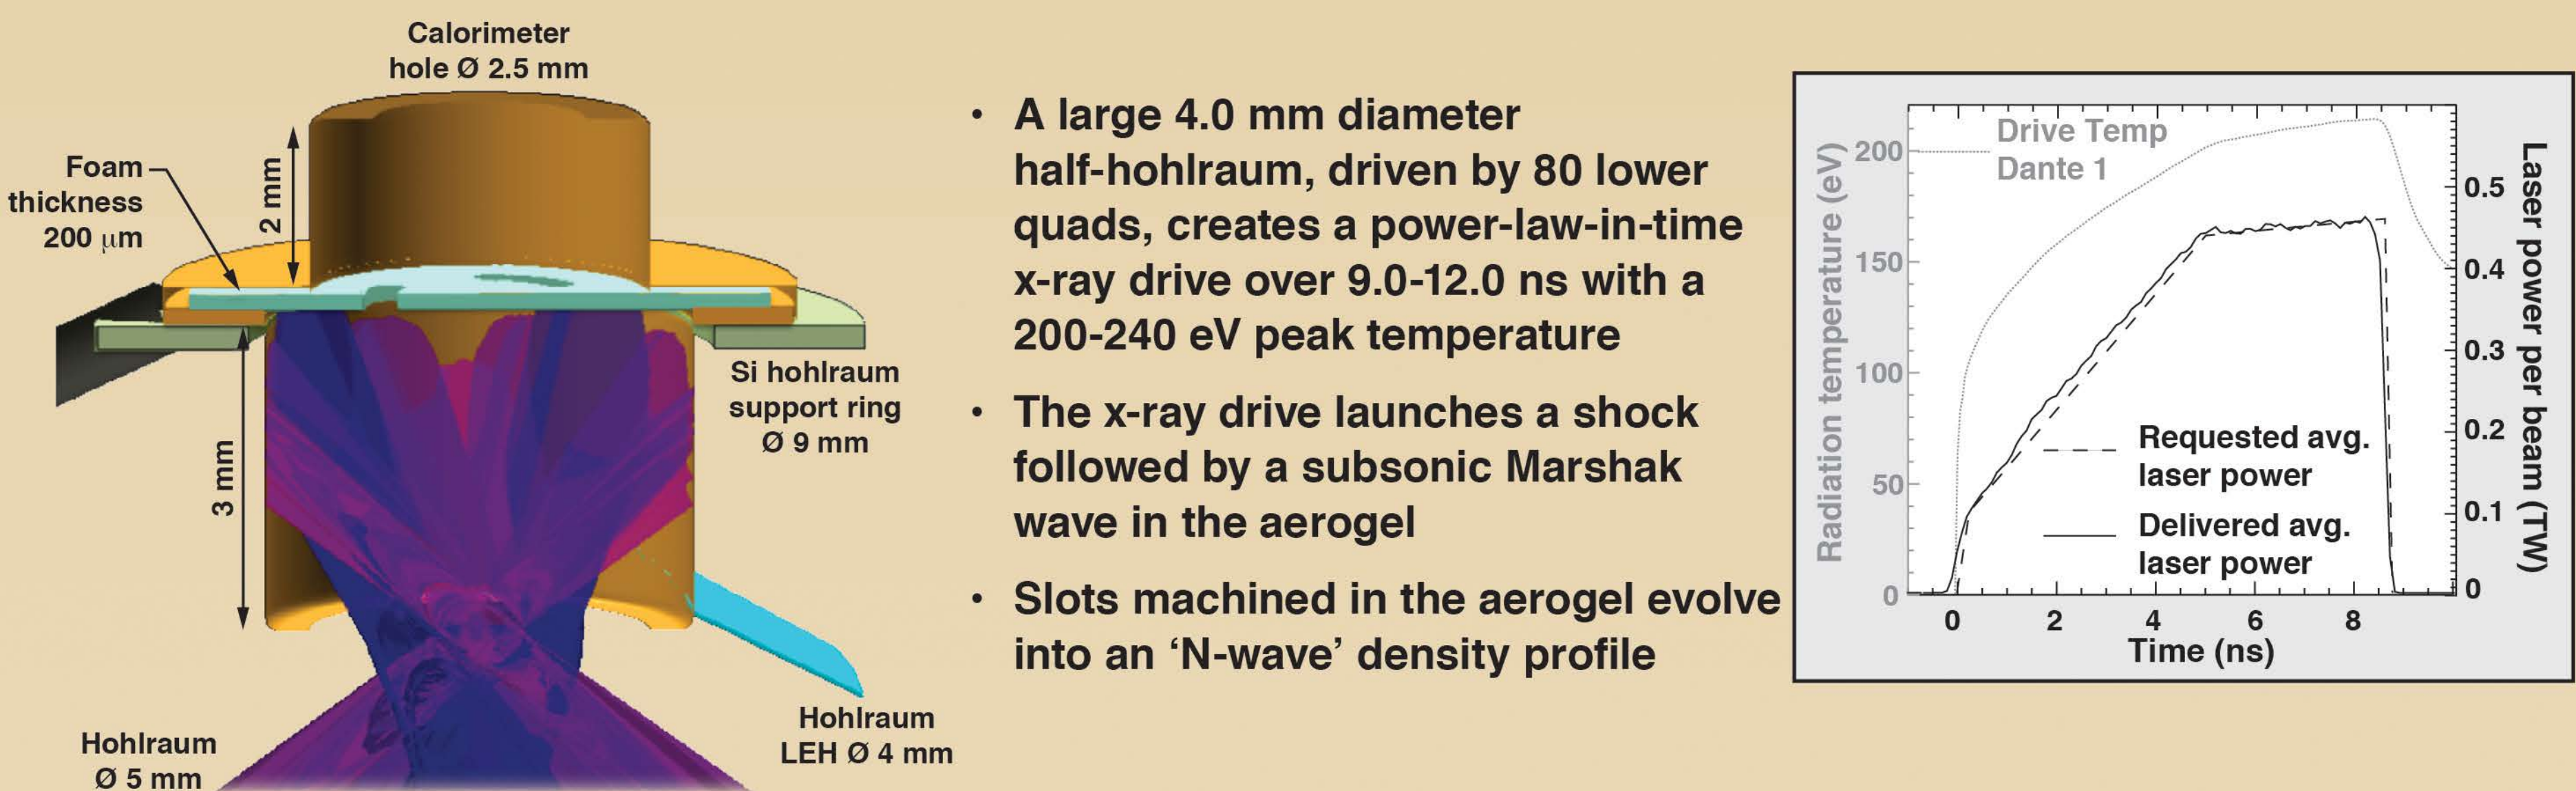 Calorimeter
hole Ø 2.5 mm
Foam
thickness
200 μm
2 mm
3 mm
Si hohlraum
support ring
Ø 9 mm
Hohlraum
LEH Ø 4 mm
Hohlraum
Ø 5 mm
• A large 4.0 mm diameter
half-hohlraum, driven by 80 lower
quads, creates a power-law-in-time
x-ray drive over 9.0-12.0 ns with a
200-240 eV peak temperature
• The x-ray drive launches a shock
followed by a subsonic Marshak
wave in the aerogel
• Slots machined in the aerogel evolve
into an ‘N-wave’ density profile
Radiation temperature (eV)
200
150
100
50
0
Drive Temp
Dante 1
Requested avg.
laser power
Delivered avg.
laser power
0.5
0.4
0.3
0.2
0.1
0
Laser power per beam (TW)
0 2 4 6 8
Time (ns)